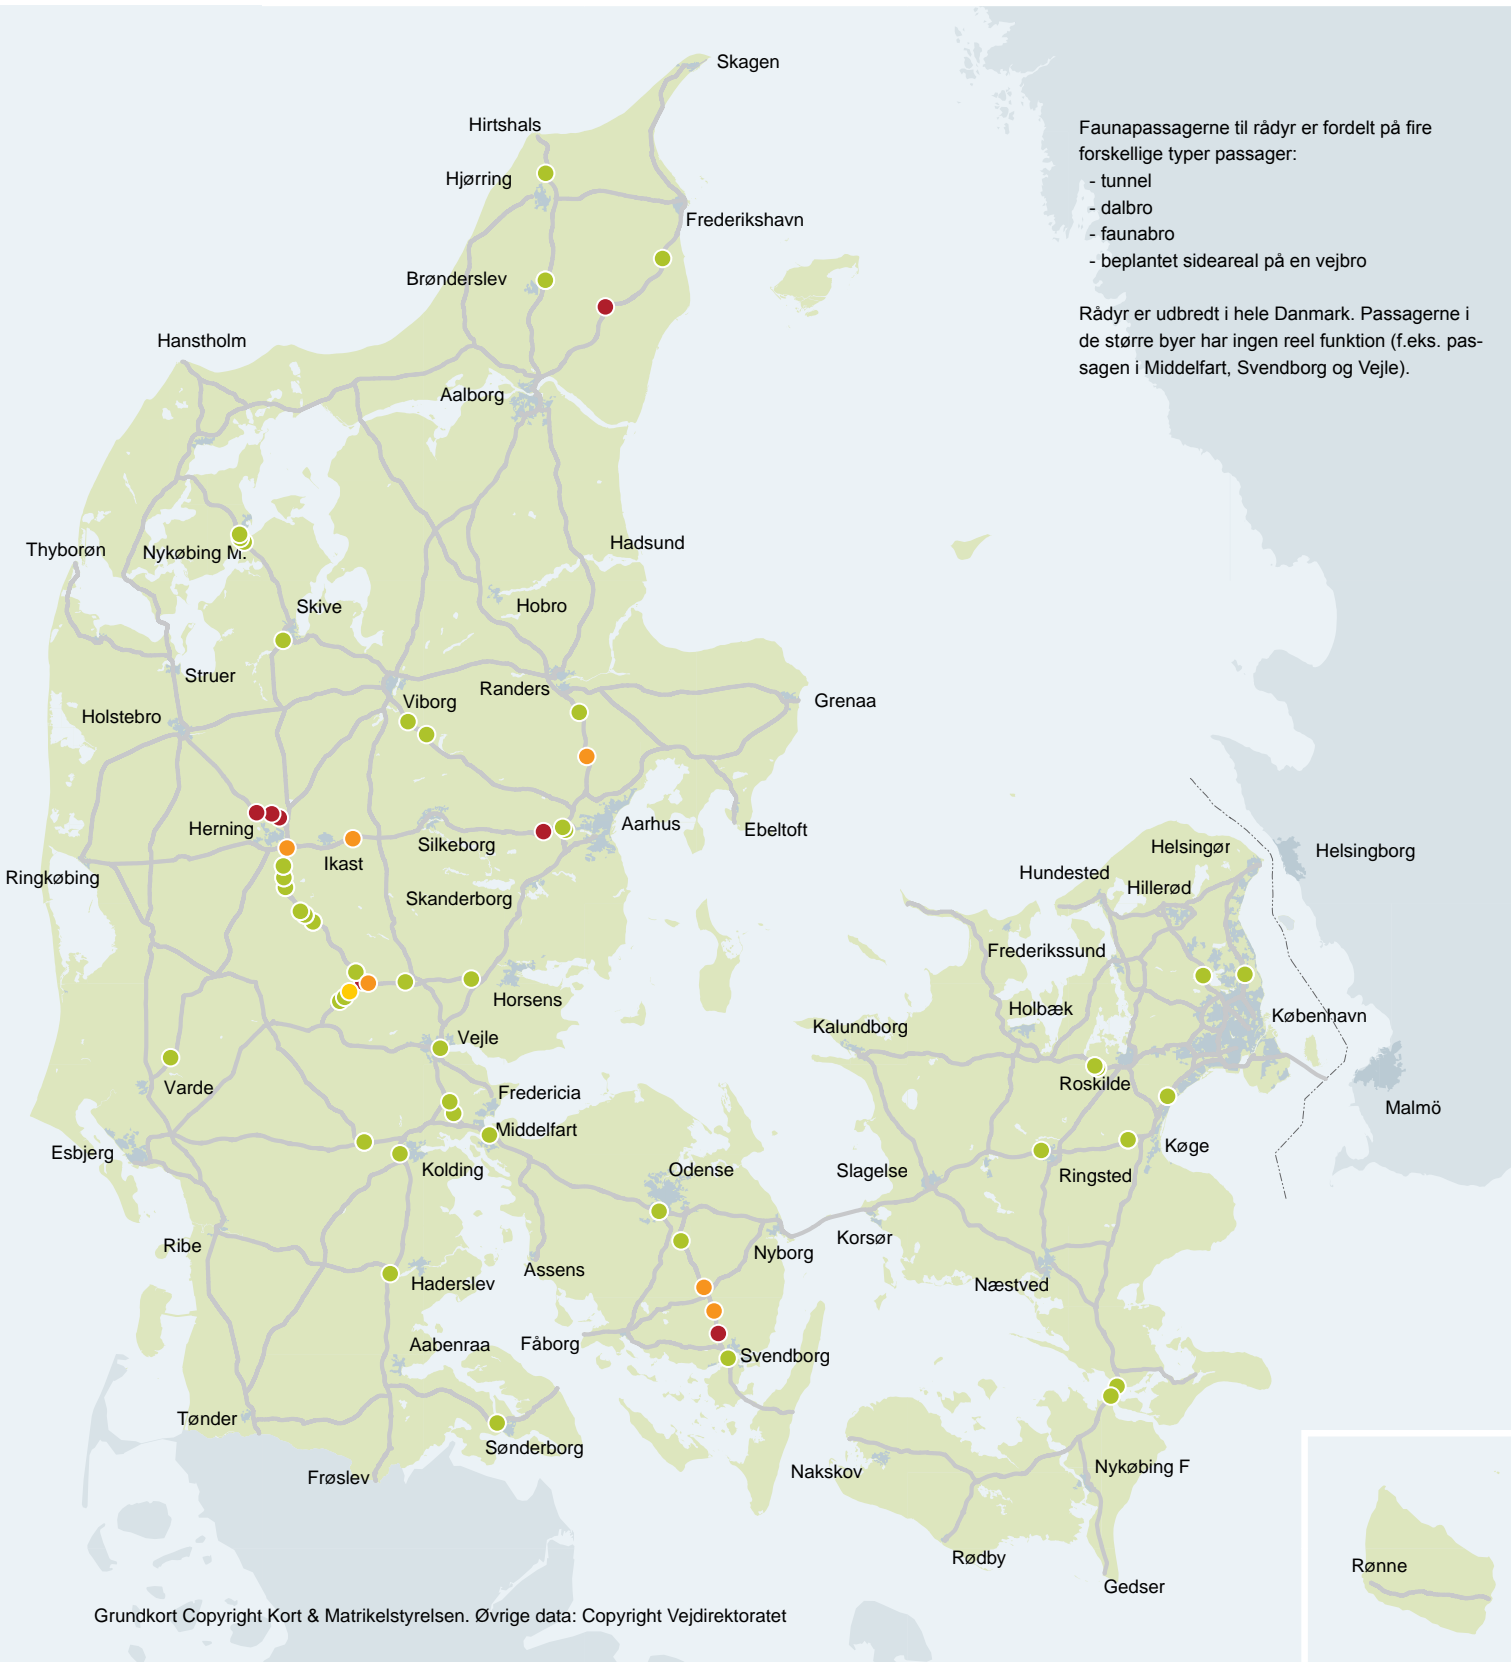 Skagen
Hirtshals
Hjørring
Frederikshavn
Brønderslev
Hanstholm
Aalborg
Faunapassagerne til rådyr er fordelt på fire
forskellige typer passager:
- tunnel
- dalbro
- faunabro
- beplantet sideareal på en vejbro
Rådyr er udbredt i hele Danmark. Passagerne i
de større byer har ingen reel funktion (f.eks. pas-
sagen i Middelfart, Svendborg og Vejle).
Thyborøn
Nykøbing M.
Hadsund
Skive
Hobro
Struer
Randers
Viborg
Grenaa
Holstebro
Herning
Ikast
Silkeborg
Aarhus
Ebeltoft
Ringkøbing
Skanderborg
Horsens
Vejle
Varde
Fredericia
Middelfart
Esbjerg
Kolding
Odense
Ribe
Haderslev
Assens
Nyborg
Aabenraa
Fåborg
Svendborg
Tønder
Sønderborg
Frøslev
Helsingør
Helsingborg
Hundested
Hillerød
Frederikssund
Holbæk
Kalundborg
København
Roskilde
Malmö
Køge
Slagelse
Ringsted
Korsør
Næstved
Nakskov
Nykøbing F
Rødby
Gedser
Rønne
Grundkort Copyright Kort & Matrikelstyrelsen. Øvrige data: Copyright Vejdirektoratet